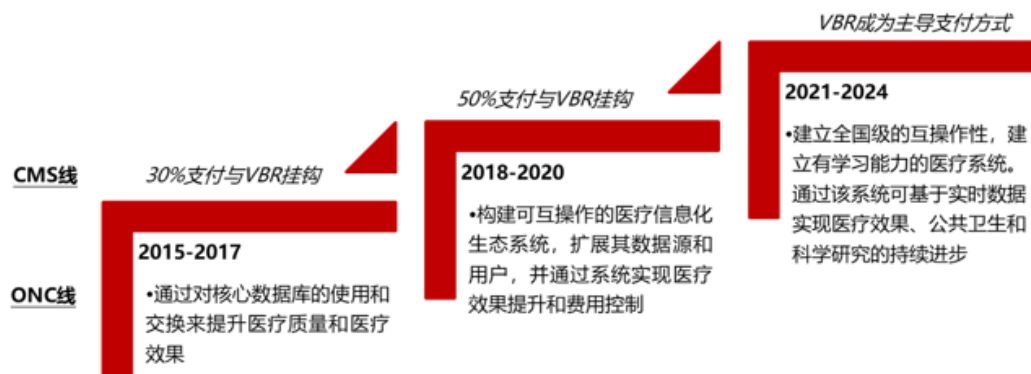 VBR成为主导支付方式
2021-2024
•建立全国级的互操作性，建
立有学习能力的医疗系统。
通过该系统可基于实时数据
实现医疗效果、公共卫生和
科学研究的持续进步
50%支付与VBR挂钩
2018-2020
•构建可互操作的医疗信息化
生态系统，扩展其数据源和
用户，并通过系统实现医疗
效果提升和费用控制
CMS线
30%支付与VBR挂钩
2015-2017
ONC线
•通过对核心数据库的使用和
交换来提升医疗质量和医疗
效果